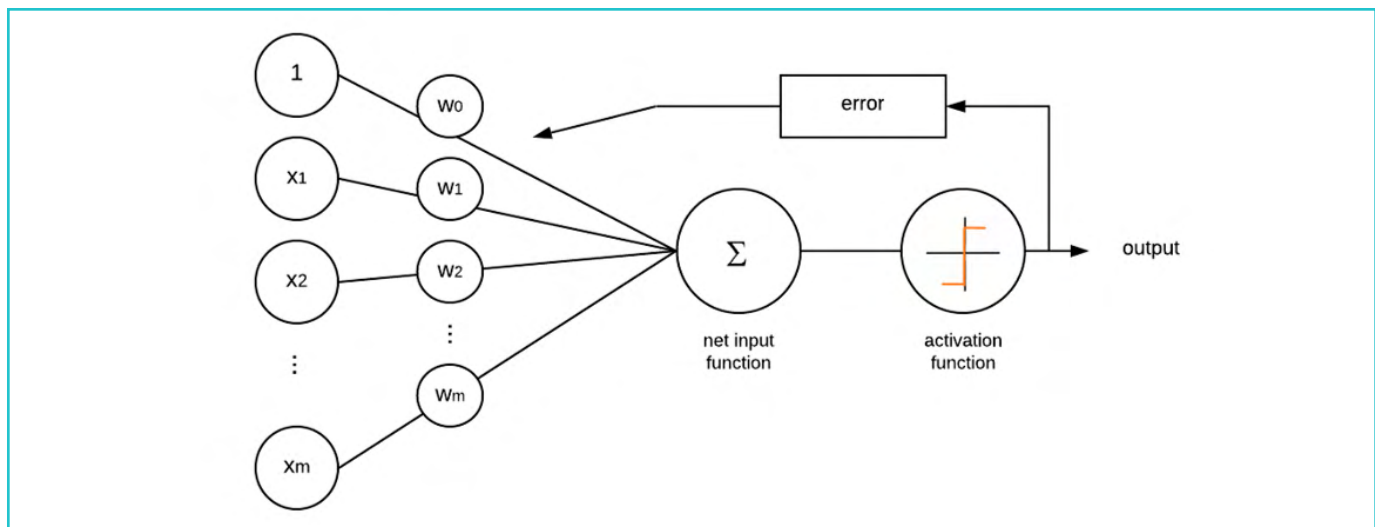 1
W0
error
X1
W1
X2
W2
Σ
output
⋮
⋮
net input
function
activation
function
Wm
Xm